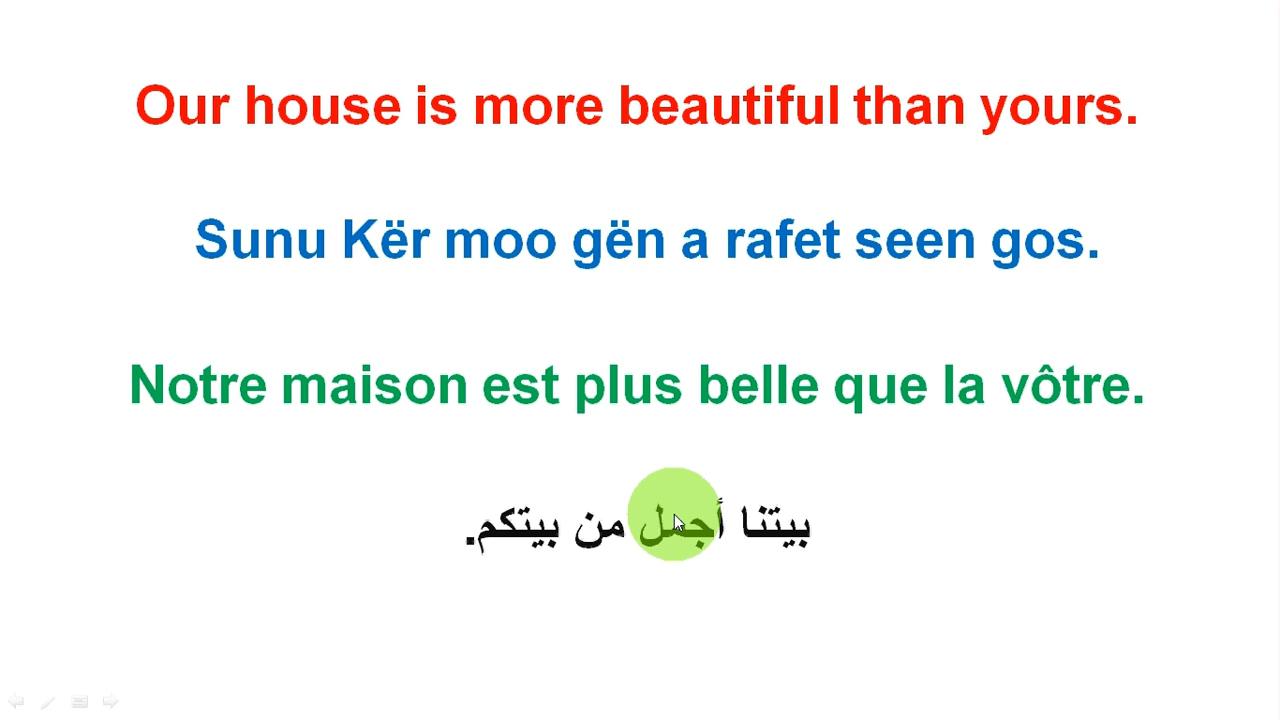 Our house is more beautiful than yours.
Sunu Kër moo gën a rafet seen gos.
Notre maison est plus belle que la vôtre.
بيتنا أجمل من بيتكم.